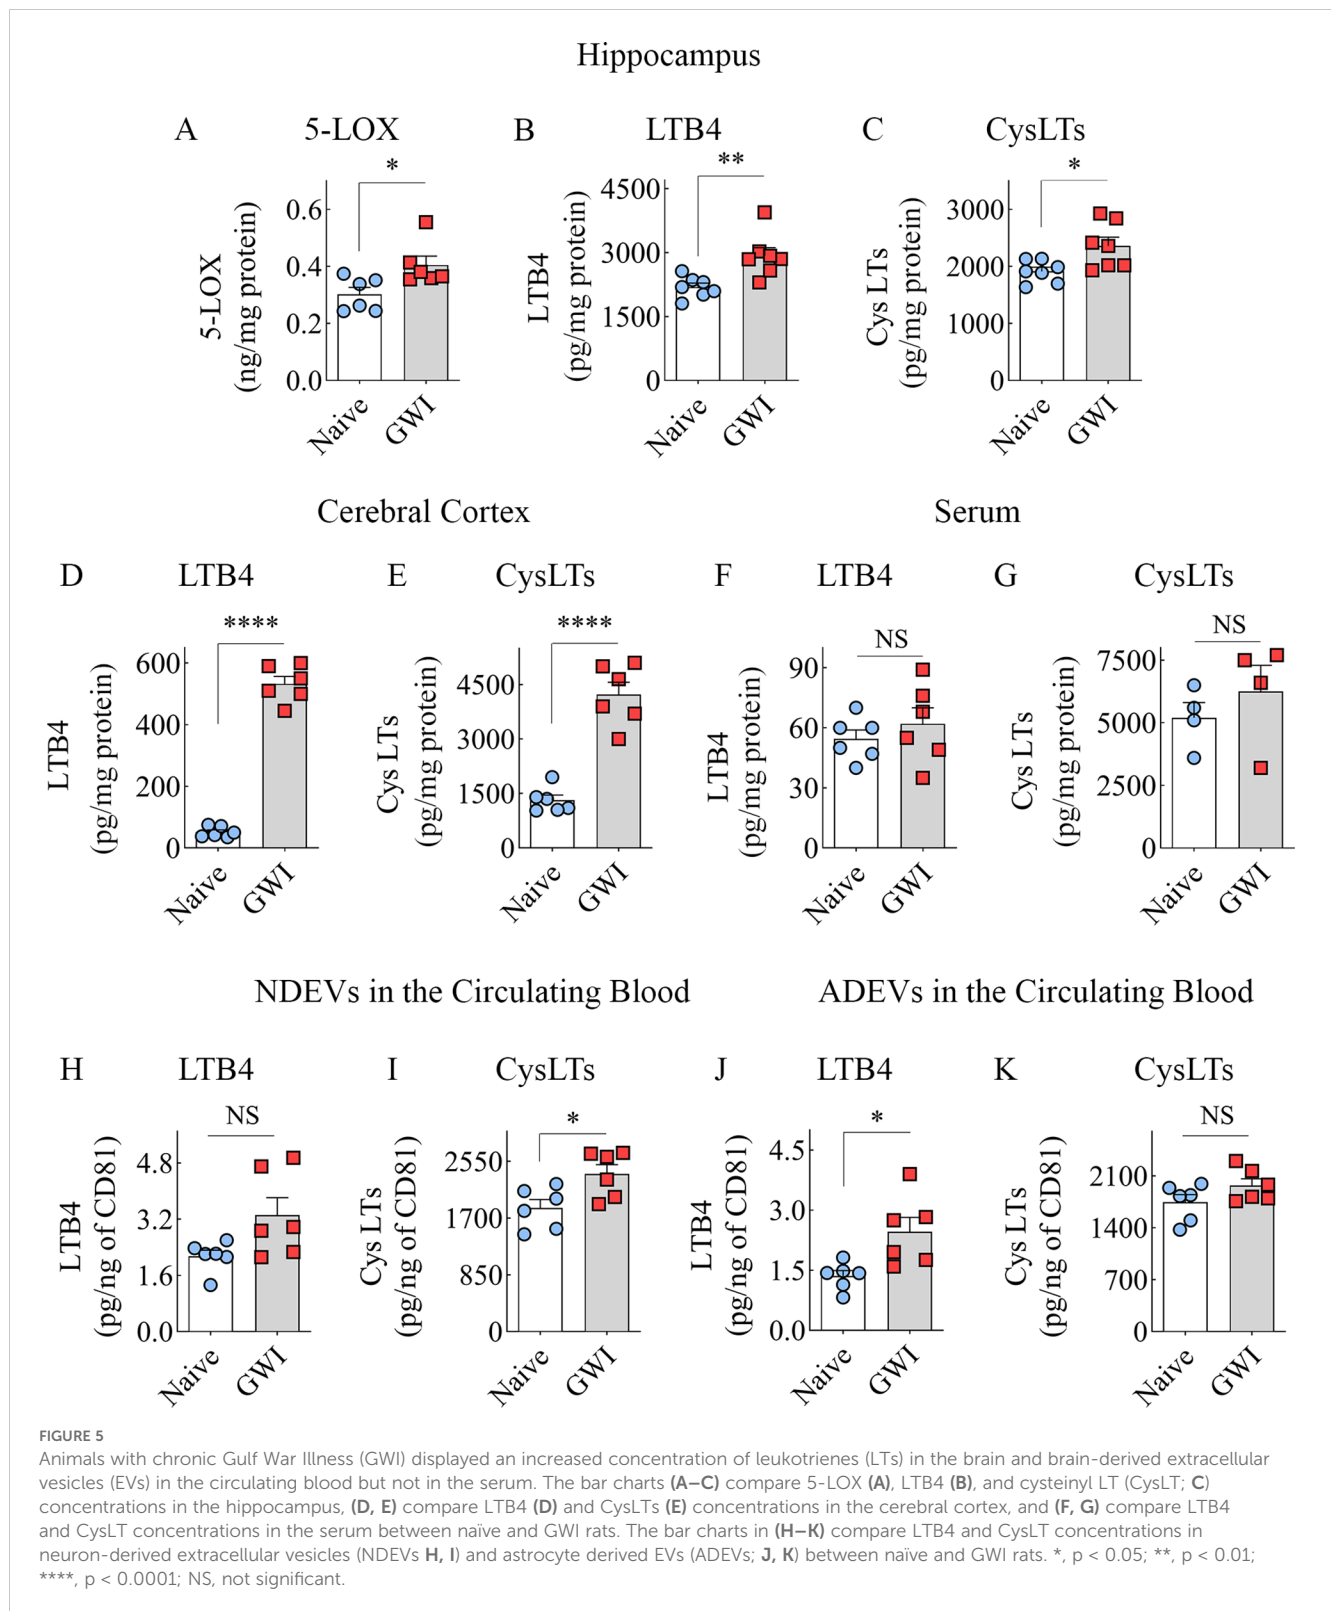 Hippocampus
A 5-LOX B LTB4 C CysLTs
* ** *
5-LOX
(ng/mg protein)
0.6
0.4
0.2
0.0
Naive GWI
LTB4
(pg/mg protein)
4500
3000
1500
0
Naive GWI
Cys LTs
(pg/mg protein)
3000
2000
1000
0
Naive GWI
Cerebral Cortex Serum
D LTB4 E CysLTs F LTB4 G CysLTs
**** **** NS NS
LTB4
(pg/mg protein)
600
400
200
0
Naive GWI
Cys LTs
(pg/mg protein)
4500
3000
1500
0
Naive GWI
LTB4
(pg/mg protein)
90
60
30
0
Naive GWI
Cys LTs
(pg/mg protein)
7500
5000
2500
0
Naive GWI
NDEVs in the Circulating Blood ADEVs in the Circulating Blood
H LTB4 I CysLTs J LTB4 K CysLTs
NS * * NS
LTB4
(pg/ng of CD81)
4.8
3.2
1.6
0.0
Naive GWI
Cys LTs
(pg/ng of CD81)
2550
1700
850
0
Naive GWI
LTB4
(pg/ng of CD81)
4.5
3.0
1.5
0.0
Naive GWI
Cys LTs
(pg/ng of CD81)
2100
1400
700
0
Naive GWI
FIGURE 5
Animals with chronic Gulf War Illness (GWI) displayed an increased concentration of leukotrienes (LTs) in the brain and brain-derived extracellular
vesicles (EVs) in the circulating blood but not in the serum. The bar charts (A–C) compare 5-LOX (A), LTB4 (B), and cysteinyl LT (CysLT; C)
concentrations in the hippocampus, (D, E) compare LTB4 (D) and CysLTs (E) concentrations in the cerebral cortex, and (F, G) compare LTB4
and CysLT concentrations in the serum between naïve and GWI rats. The bar charts in (H–K) compare LTB4 and CysLT concentrations in
neuron-derived extracellular vesicles (NDEVs H, I) and astrocyte derived EVs (ADEVs; J, K) between naïve and GWI rats. *, p < 0.05; **, p < 0.01;
****, p < 0.0001; NS, not significant.